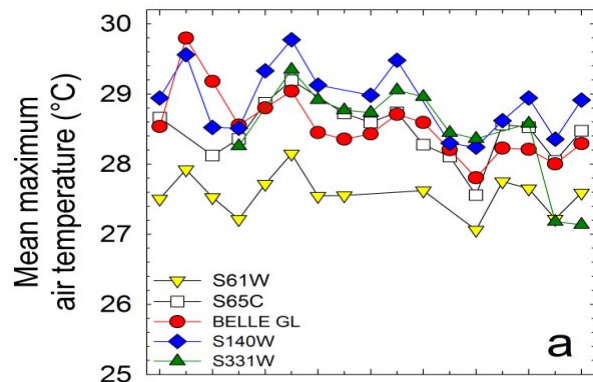 30
29
28
27
26
25
Mean maximum
air temperature (°C)
S61W
S65C
BELLE GL
S140W
S331W
a